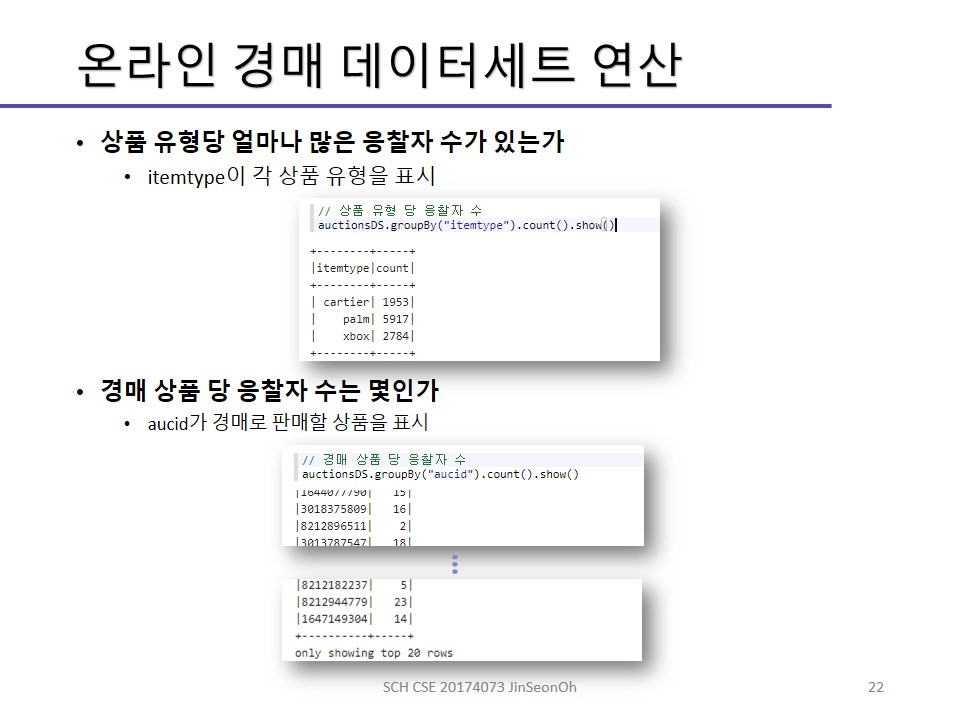 온라인 경매 데이터세트 연산
• 상품 유형당 얼마나 많은 응찰자 수가 있는가
• itemtype이 각 상품 유형을 표시
// 상품 유형 당 응찰자 수
auctionsDS.groupBy("itemtype").count().show()
+--------+-----+
|itemtype|count|
+--------+-----+
| cartier| 1953|
|    palm| 5917|
|    xbox| 2784|
+--------+-----+
• 경매 상품 당 응찰자 수는 몇인가
• aucid가 경매로 판매할 상품을 표시
// 경매 상품 당 응찰자 수
auctionsDS.groupBy("aucid").count().show()
|1644077790|   15|
|3018375809|   16|
|8212896511|    2|
|3013787547|   18|
|8212182237|    5|
|8212944779|   23|
|1647149304|   14|
+----------+-----+
only showing top 20 rows
SCH CSE 20174073 JinSeonOh
22